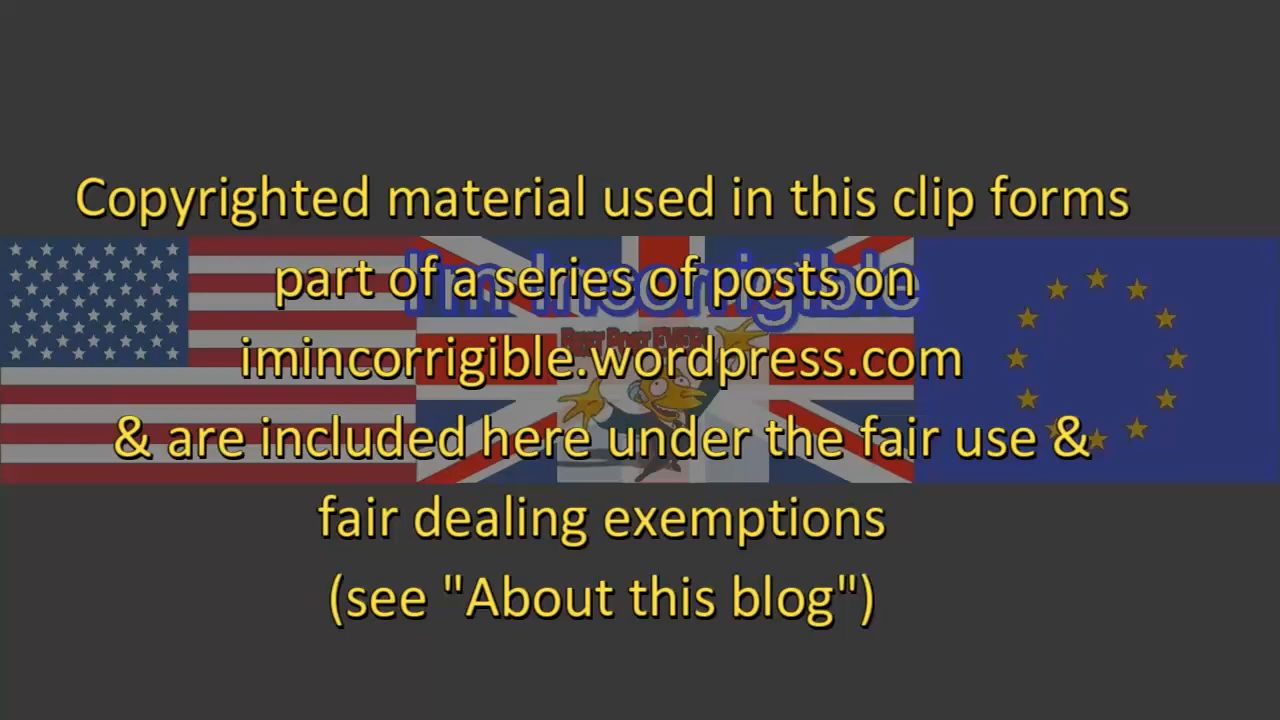 Copyrighted material used in this clip forms
I'm Incorrigible
part of a series of posts on
imincorrigible.wordpress.com
& are included here under the fair use &
fair dealing exemptions
(see "About this blog")